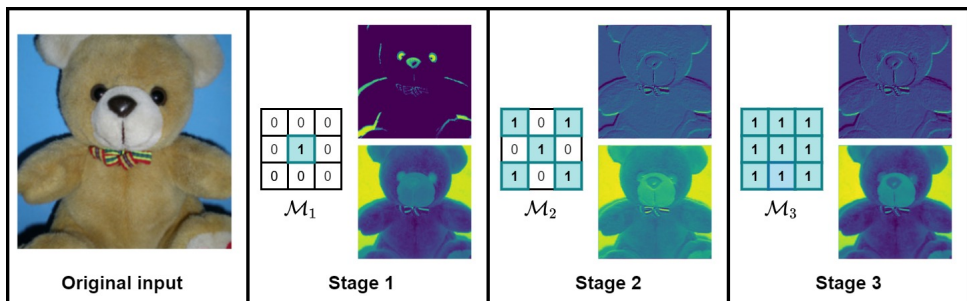 0 0 0
0 1 0
0 0 0
M₁
1 0 1
0 1 0
1 0 1
M₂
1 1 1
1 1 1
1 1 1
M₃
Original input
Stage 1
Stage 2
Stage 3